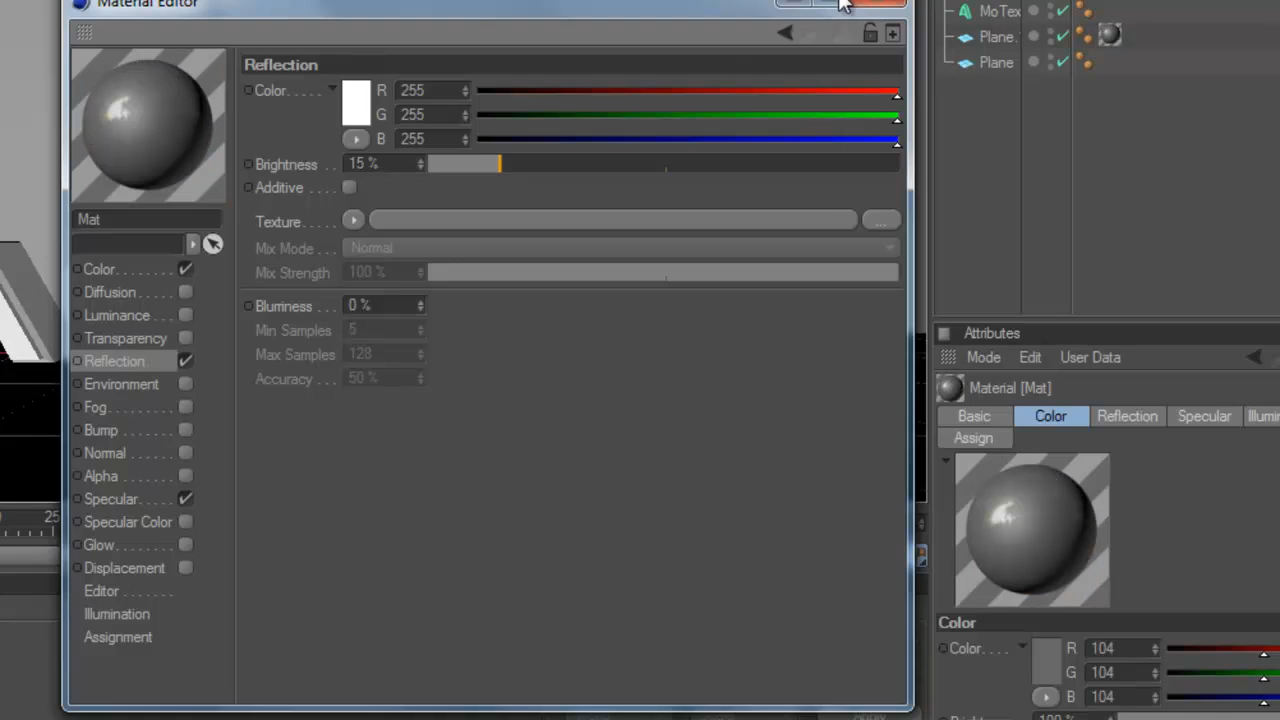 Material Editor
Reflection
Color.....
R 255
G 255
B 255
Brightness .. 15 %
Additive ....
Texture..... ...
Mix Mode ... Normal
Mix Strength 100 %
Blurriness ... 0 %
Min Samples 5
Max Samples 128
Accuracy ... 50 %
Mat
Color........
Diffusion.....
Luminance...
Transparency
Reflection....
Environment
Fog.........
Bump.......
Normal......
Alpha.......
Specular.....
Specular Color
Glow.......
Displacement
Editor.......
Illumination
Assignment
25
MoTex
Plane.
Plane
Attributes
Mode Edit User Data
Material [Mat]
Basic Color Reflection Specular Illumi
Assign
Color
Color.... R 104
G 104
B 104